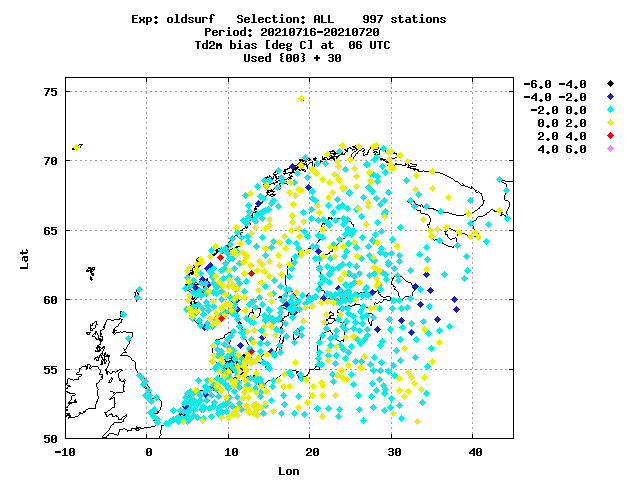 Exp: oldsurf   Selection: ALL    997 stations
Period: 20210716-20210720
Td2m bias [deg C] at  06 UTC
Used {00} + 30
-6.0 -4.0
-4.0 -2.0
-2.0 0.0
0.0 2.0
2.0 4.0
4.0 6.0
75
70
65
60
55
50
Lat
-10 0 10 20 30 40
Lon